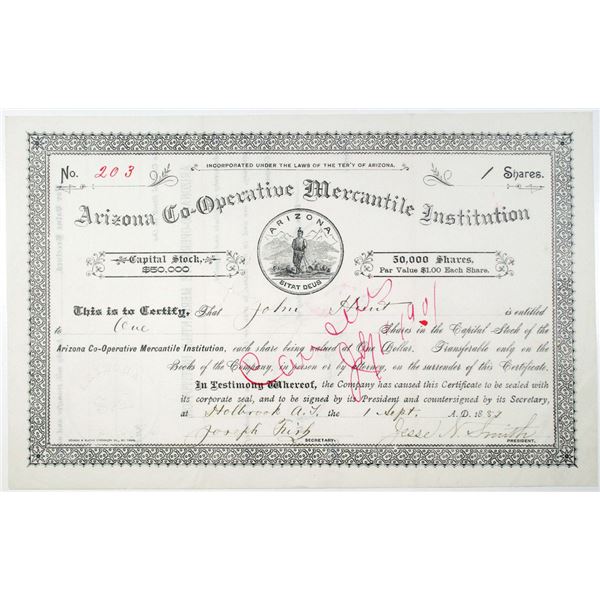 INCORPORATED UNDER THE LAWS OF THE TER'Y OF ARIZONA.
No. 203
1 Shares.
Arizona Co-Operative Mercantile Institution
ARIZONA
SITAT DEUS
Capital Stock,
$50,000
50,000 Shares.
Par Value $1.00 Each Share.
This is to Certify, That John Hunt is entitled
to One Shares in the Capital Stock of the
Arizona Co-Operative Mercantile Institution, each share being valued at One Dollar. Transferable only on the
Books of the Company, in person or by Attorney, on the surrender of this Certificate.
In Testimony Whereof, the Company has caused this Certificate to be sealed with
its corporate seal, and to be signed by its President and countersigned by its Secretary,
at Holbrook A.T. the 1 Sept. A.D. 188
Joseph Fish
SECRETARY.
Jesse N. Smith
PRESIDENT.
1901